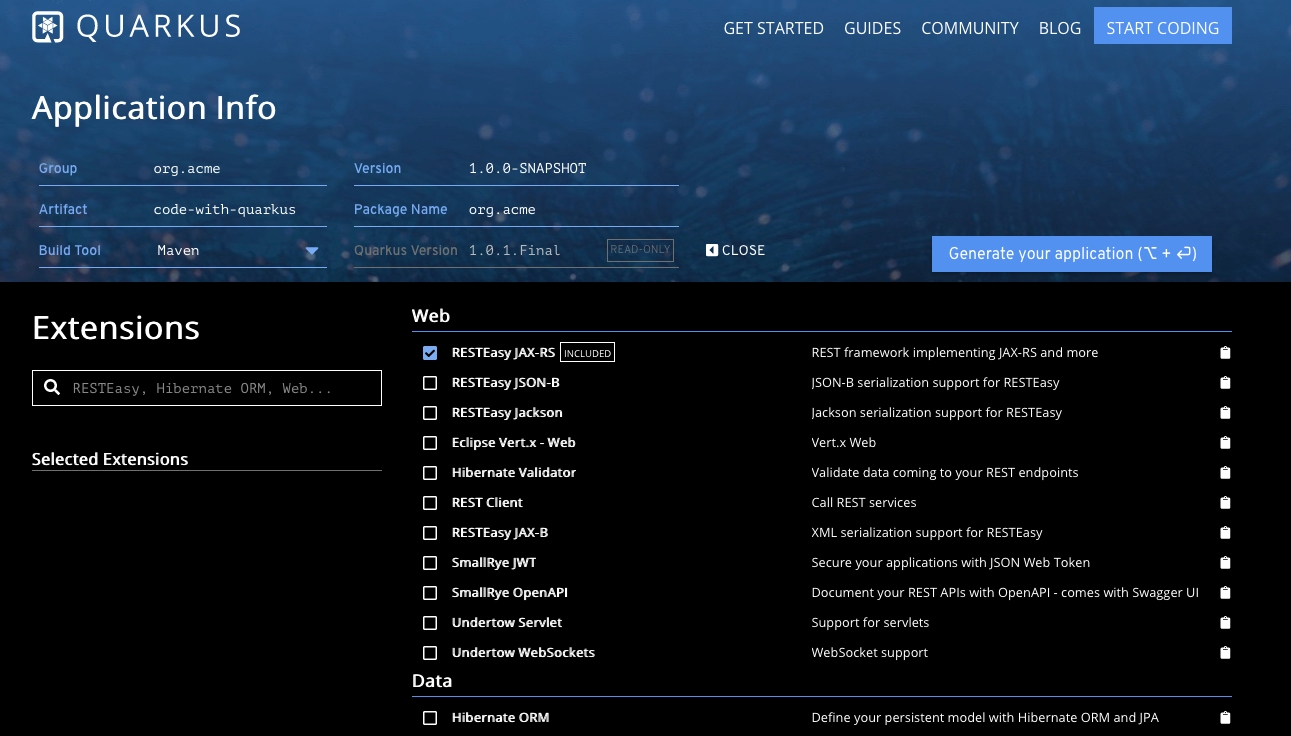 QUARKUS
GET STARTED GUIDES COMMUNITY BLOG START CODING
Application Info
Group org.acme Version 1.0.0-SNAPSHOT
Artifact code-with-quarkus Package Name org.acme
Build Tool Maven Quarkus Version 1.0.1.Final READ-ONLY CLOSE
Generate your application (⌥ + ⏎)
Extensions
RESTEasy, Hibernate ORM, Web...
Selected Extensions
Web
RESTEasy JAX-RS INCLUDED REST framework implementing JAX-RS and more
RESTEasy JSON-B JSON-B serialization support for RESTEasy
RESTEasy Jackson Jackson serialization support for RESTEasy
Eclipse Vert.x - Web Vert.x Web
Hibernate Validator Validate data coming to your REST endpoints
REST Client Call REST services
RESTEasy JAX-B XML serialization support for RESTEasy
SmallRye JWT Secure your applications with JSON Web Token
SmallRye OpenAPI Document your REST APIs with OpenAPI - comes with Swagger UI
Undertow Servlet Support for servlets
Undertow WebSockets WebSocket support
Data
Hibernate ORM Define your persistent model with Hibernate ORM and JPA